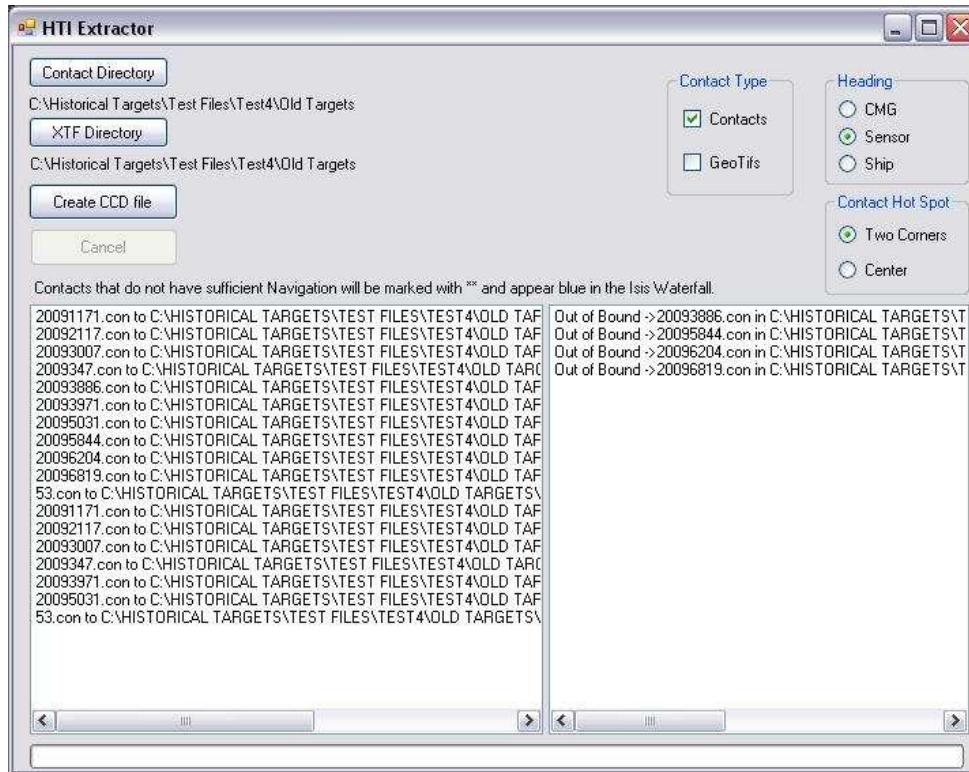 HTI Extractor
Contact Directory
C:\Historical Targets\Test Files\Test4\Old Targets
XTF Directory
C:\Historical Targets\Test Files\Test4\Old Targets
Create CCD file
Cancel
Contact Type
Contacts
GeoTifs
Heading
CMG
Sensor
Ship
Contact Hot Spot
Two Corners
Center
Contacts that do not have sufficient Navigation will be marked with ** and appear blue in the Isis Waterfall.
20091171.con to C:\HISTORICAL TARGETS\TEST FILES\TEST4\OLD TAF
20092117.con to C:\HISTORICAL TARGETS\TEST FILES\TEST4\OLD TAF
20093007.con to C:\HISTORICAL TARGETS\TEST FILES\TEST4\OLD TAF
2009347.con to C:\HISTORICAL TARGETS\TEST FILES\TEST4\OLD TARG
20093886.con to C:\HISTORICAL TARGETS\TEST FILES\TEST4\OLD TAF
20093971.con to C:\HISTORICAL TARGETS\TEST FILES\TEST4\OLD TAF
20095031.con to C:\HISTORICAL TARGETS\TEST FILES\TEST4\OLD TAF
20095844.con to C:\HISTORICAL TARGETS\TEST FILES\TEST4\OLD TAF
20096204.con to C:\HISTORICAL TARGETS\TEST FILES\TEST4\OLD TAF
20096819.con to C:\HISTORICAL TARGETS\TEST FILES\TEST4\OLD TAF
53.con to C:\HISTORICAL TARGETS\TEST FILES\TEST4\OLD TARGETS\
20091171.con to C:\HISTORICAL TARGETS\TEST FILES\TEST4\OLD TAF
20092117.con to C:\HISTORICAL TARGETS\TEST FILES\TEST4\OLD TAF
20093007.con to C:\HISTORICAL TARGETS\TEST FILES\TEST4\OLD TAF
2009347.con to C:\HISTORICAL TARGETS\TEST FILES\TEST4\OLD TARG
20093971.con to C:\HISTORICAL TARGETS\TEST FILES\TEST4\OLD TAF
20095031.con to C:\HISTORICAL TARGETS\TEST FILES\TEST4\OLD TAF
53.con to C:\HISTORICAL TARGETS\TEST FILES\TEST4\OLD TARGETS\
Out of Bound ->20093886.con in C:\HISTORICAL TARGETS\T
Out of Bound ->20095844.con in C:\HISTORICAL TARGETS\T
Out of Bound ->20096204.con in C:\HISTORICAL TARGETS\T
Out of Bound ->20096819.con in C:\HISTORICAL TARGETS\T